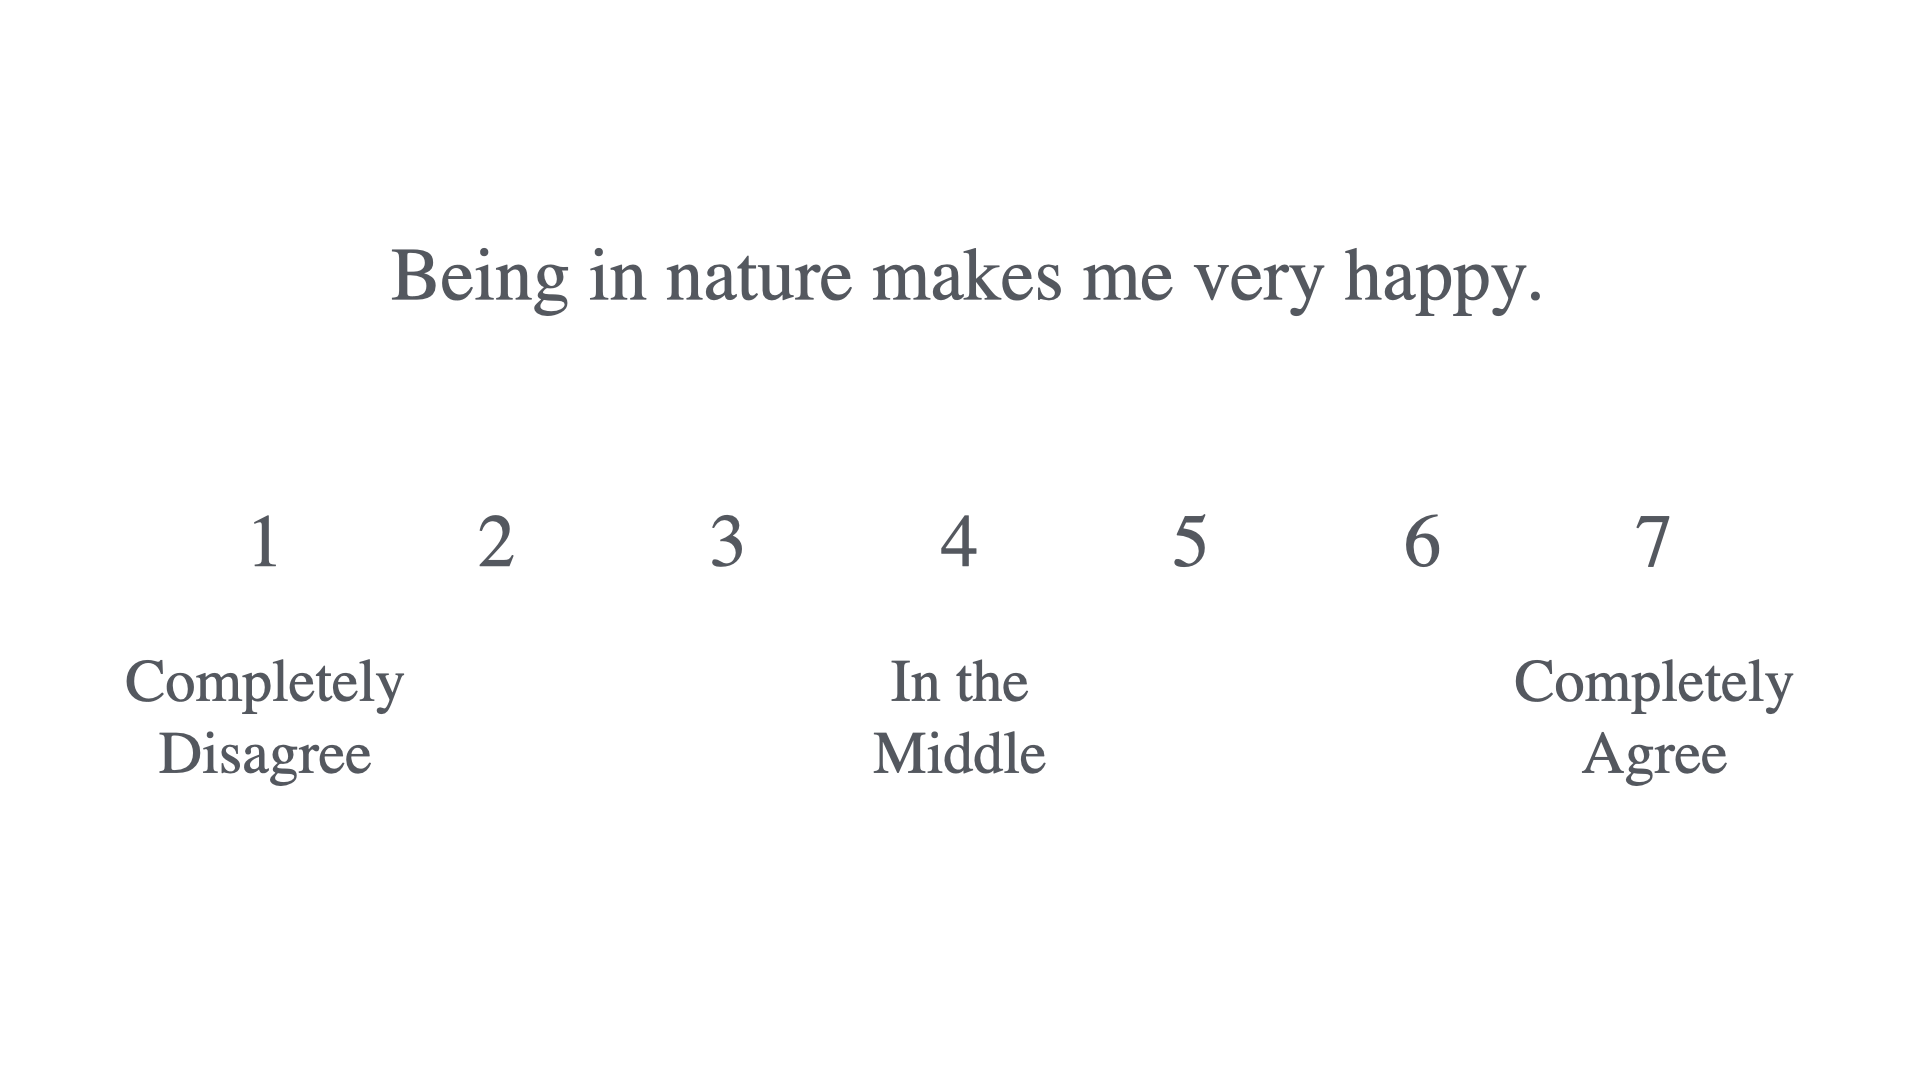 Being in nature makes me very happy.
1 2 3 4 5 6 7
Completely Disagree
In the Middle
Completely Agree